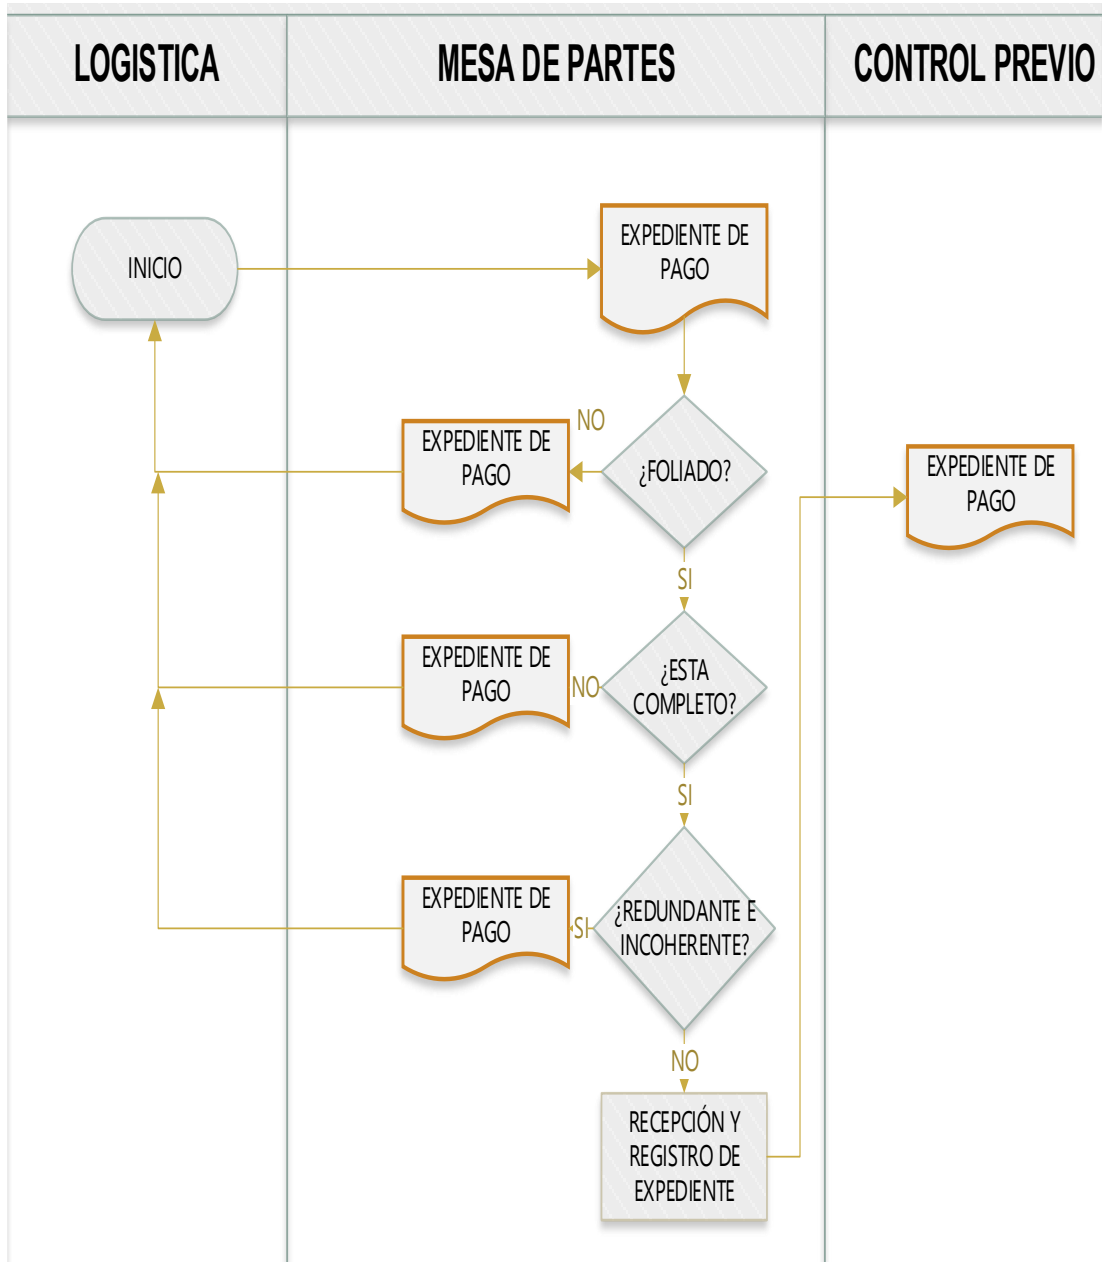 LOGISTICA
MESA DE PARTES
CONTROL PREVIO
INICIO
EXPEDIENTE DE
PAGO
NO
EXPEDIENTE DE
PAGO
¿FOLIADO?
EXPEDIENTE DE
PAGO
SI
EXPEDIENTE DE
PAGO
NO
¿ESTA
COMPLETO?
SI
EXPEDIENTE DE
PAGO
SI
¿REDUNDANTE E
INCOHERENTE?
NO
RECEPCIÓN Y
REGISTRO DE
EXPEDIENTE